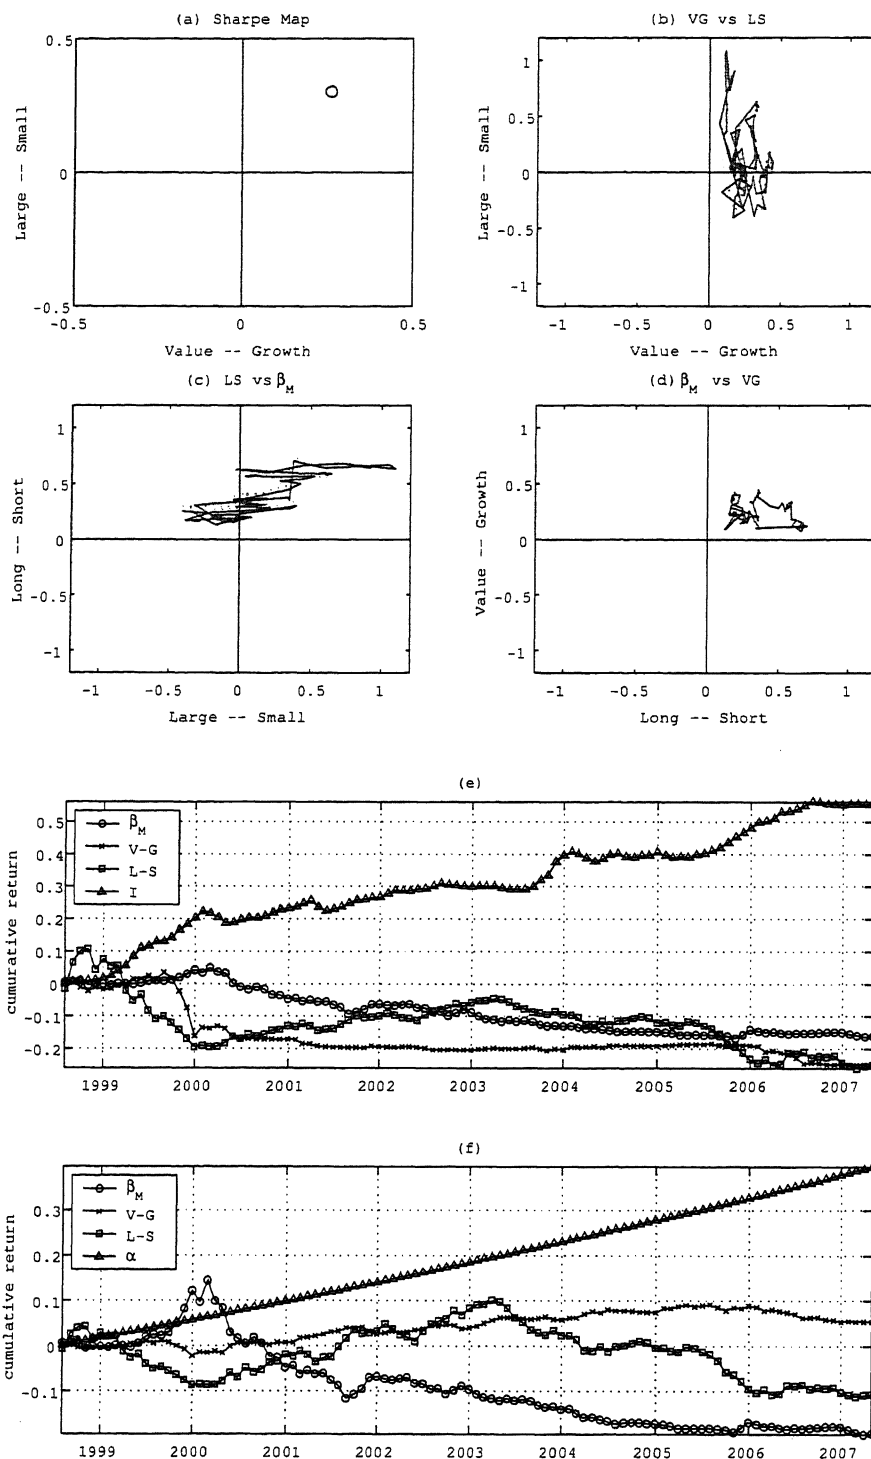 (a) Sharpe Map
0.5
0
-0.5
Large -- Small
-0.5
0
0.5
Value -- Growth
(b) VG vs LS
1
0.5
0
-0.5
-1
Large -- Small
-1
-0.5
0
0.5
1
Value -- Growth
(c) LS vs βM
1
0.5
0
-0.5
-1
Long -- Short
-1
-0.5
0
0.5
1
Large -- Small
(d) βM vs VG
1
0.5
0
-0.5
-1
Value -- Growth
-1
-0.5
0
0.5
1
Long -- Short
(e)
βM
V-G
L-S
I
0.5
0.4
0.3
0.2
0.1
0
-0.1
-0.2
cumurative return
1999 2000 2001 2002 2003 2004 2005 2006 2007
(f)
βM
V-G
L-S
α
0.3
0.2
0.1
0
-0.1
cumulative return
1999 2000 2001 2002 2003 2004 2005 2006 2007